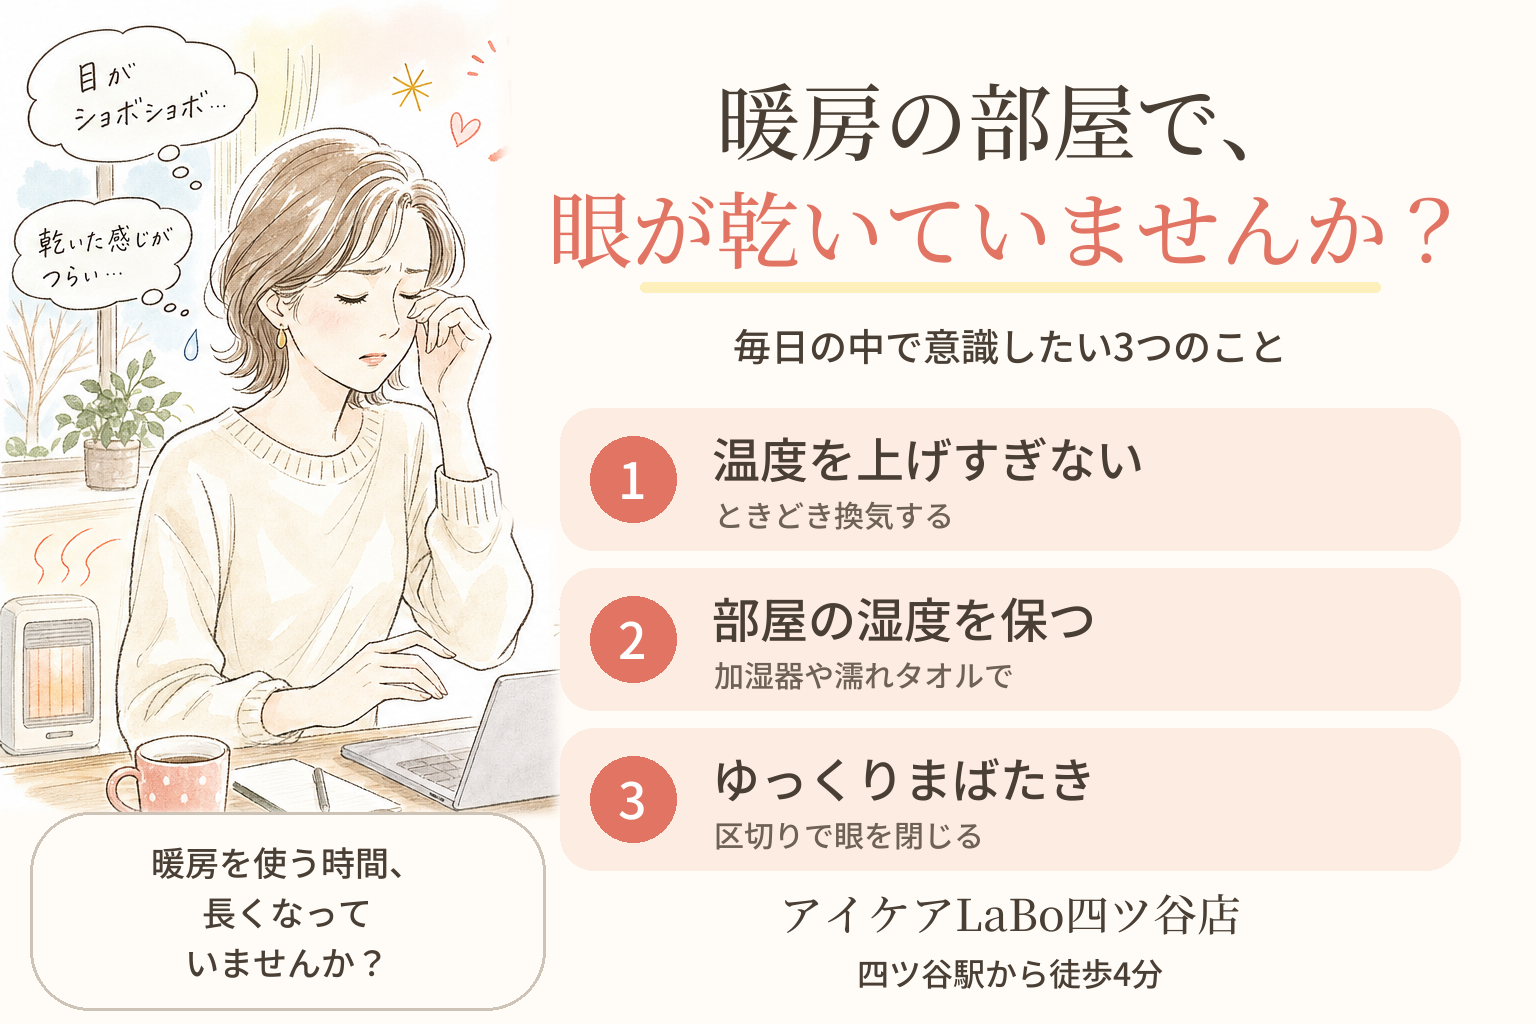 目が
ショボショボ…
乾いた感じが
つらい…
暖房の部屋で、
眼が乾いていませんか？
毎日の中で意識したい3つのこと
1
温度を上げすぎない
ときどき換気する
2
部屋の湿度を保つ
加湿器や濡れタオルで
3
ゆっくりまばたき
区切りで眼を閉じる
暖房を使う時間、
長くなって
いませんか？
アイケアLaBo四ツ谷店
四ツ谷駅から徒歩4分